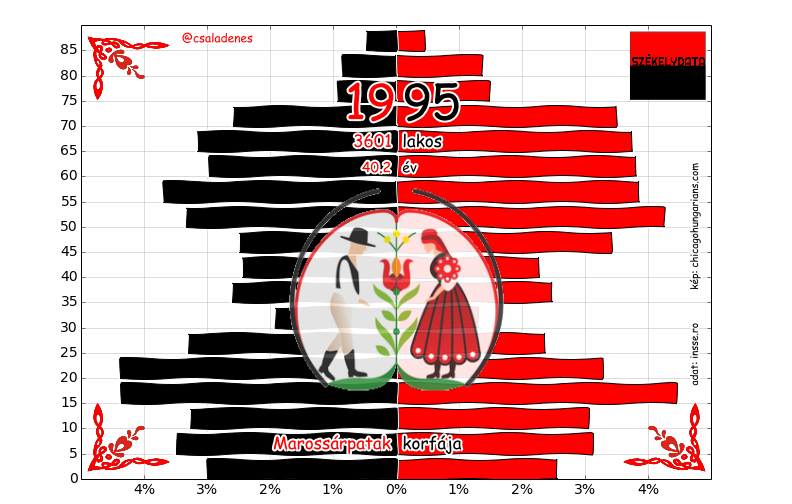 @csaladenes
SZÉKELYDATA
1995
3601 lakos
40.2 év
kép: chicagohungarians.com
adat: insse.ro
Marossárpatak korfája
85
80
75
70
65
60
55
50
45
40
35
30
25
20
15
10
5
0
4% 3% 2% 1% 0% 1% 2% 3% 4%